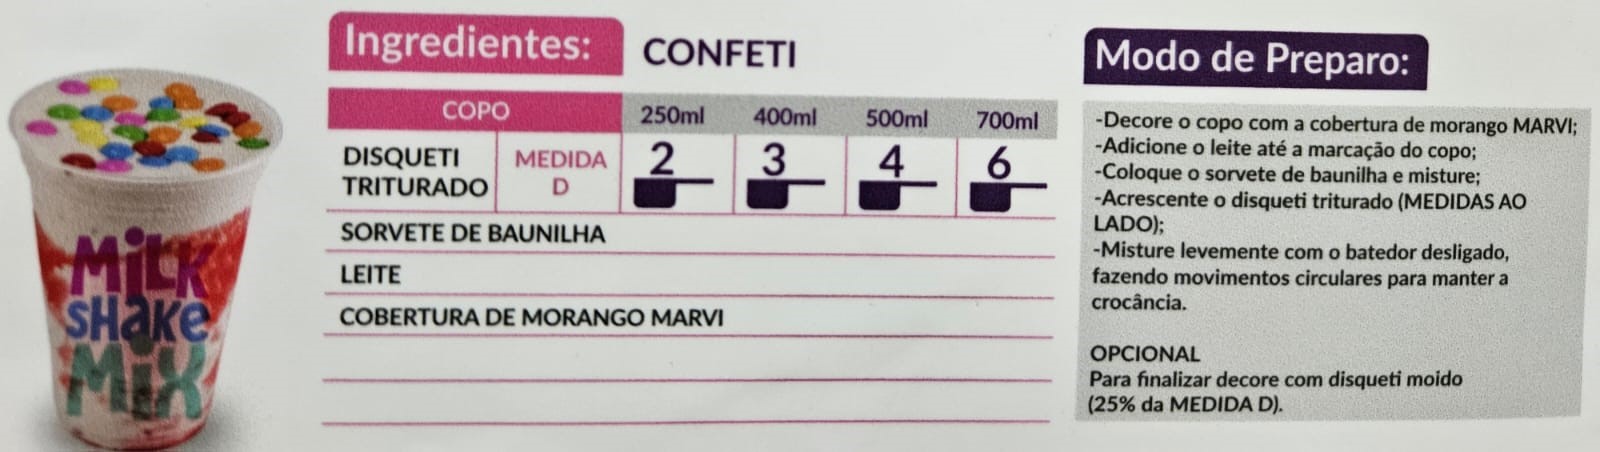 Ingredientes: CONFETI
COPO 250ml 400ml 500ml 700ml
DISQUETI
TRITURADO
MEDIDA
D
2 3 4 6
SORVETE DE BAUNILHA
LEITE
COBERTURA DE MORANGO MARVI
Modo de Preparo:
-Decore o copo com a cobertura de morango MARVI;
-Adicione o leite até a marcação do copo;
-Coloque o sorvete de baunilha e misture;
-Acrescente o disqueti triturado (MEDIDAS AO
LADO);
-Misture levemente com o batedor desligado,
fazendo movimentos circulares para manter a
crocância.
OPCIONAL
Para finalizar decore com disqueti moido
(25% da MEDIDA D).
MiLK
SHaKe
MiX